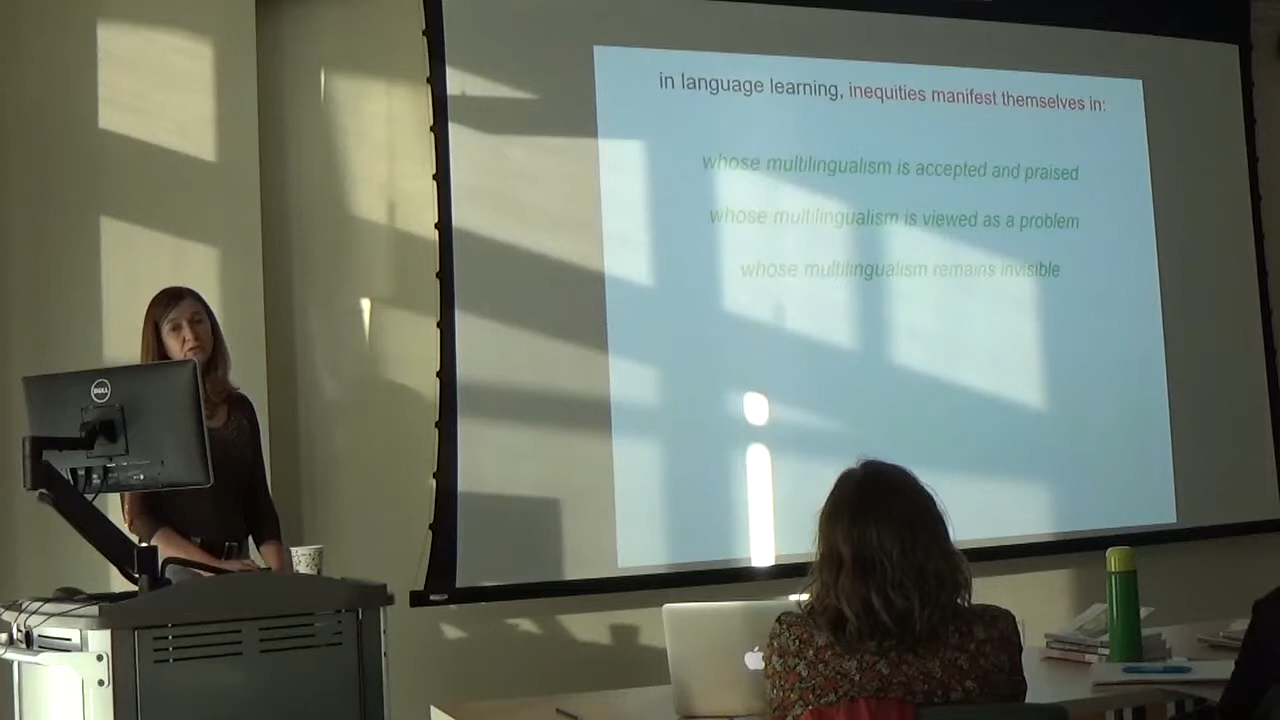 in language learning, inequities manifest themselves in:
whose multilingualism is accepted and praised
whose multilingualism is viewed as a problem
whose multilingualism remains invisible
DELL